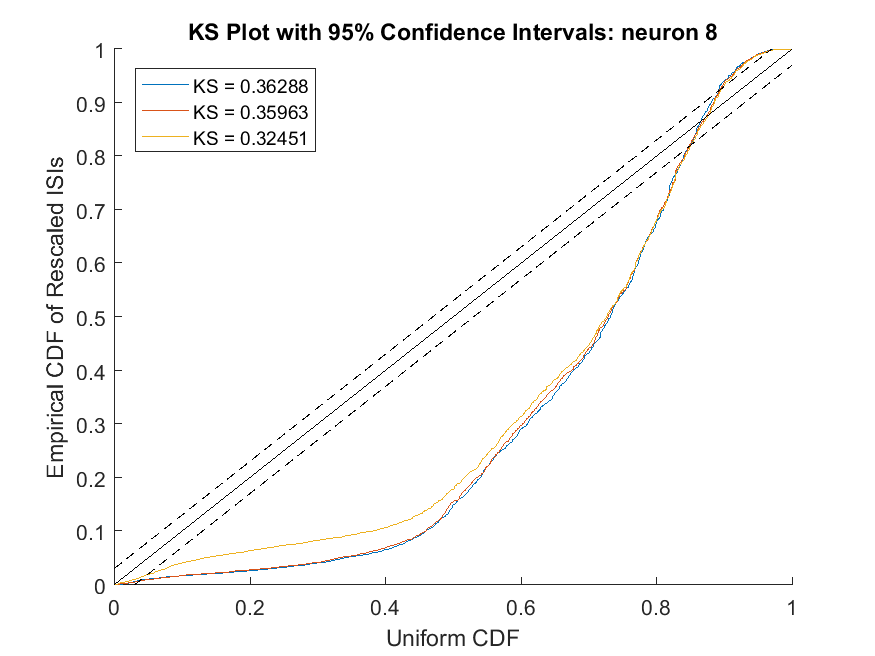 KS Plot with 95% Confidence Intervals: neuron 8
KS = 0.36288
KS = 0.35963
KS = 0.32451
Empirical CDF of Rescaled ISIs
1
0.9
0.8
0.7
0.6
0.5
0.4
0.3
0.2
0.1
0
0 0.2 0.4 0.6 0.8 1
Uniform CDF